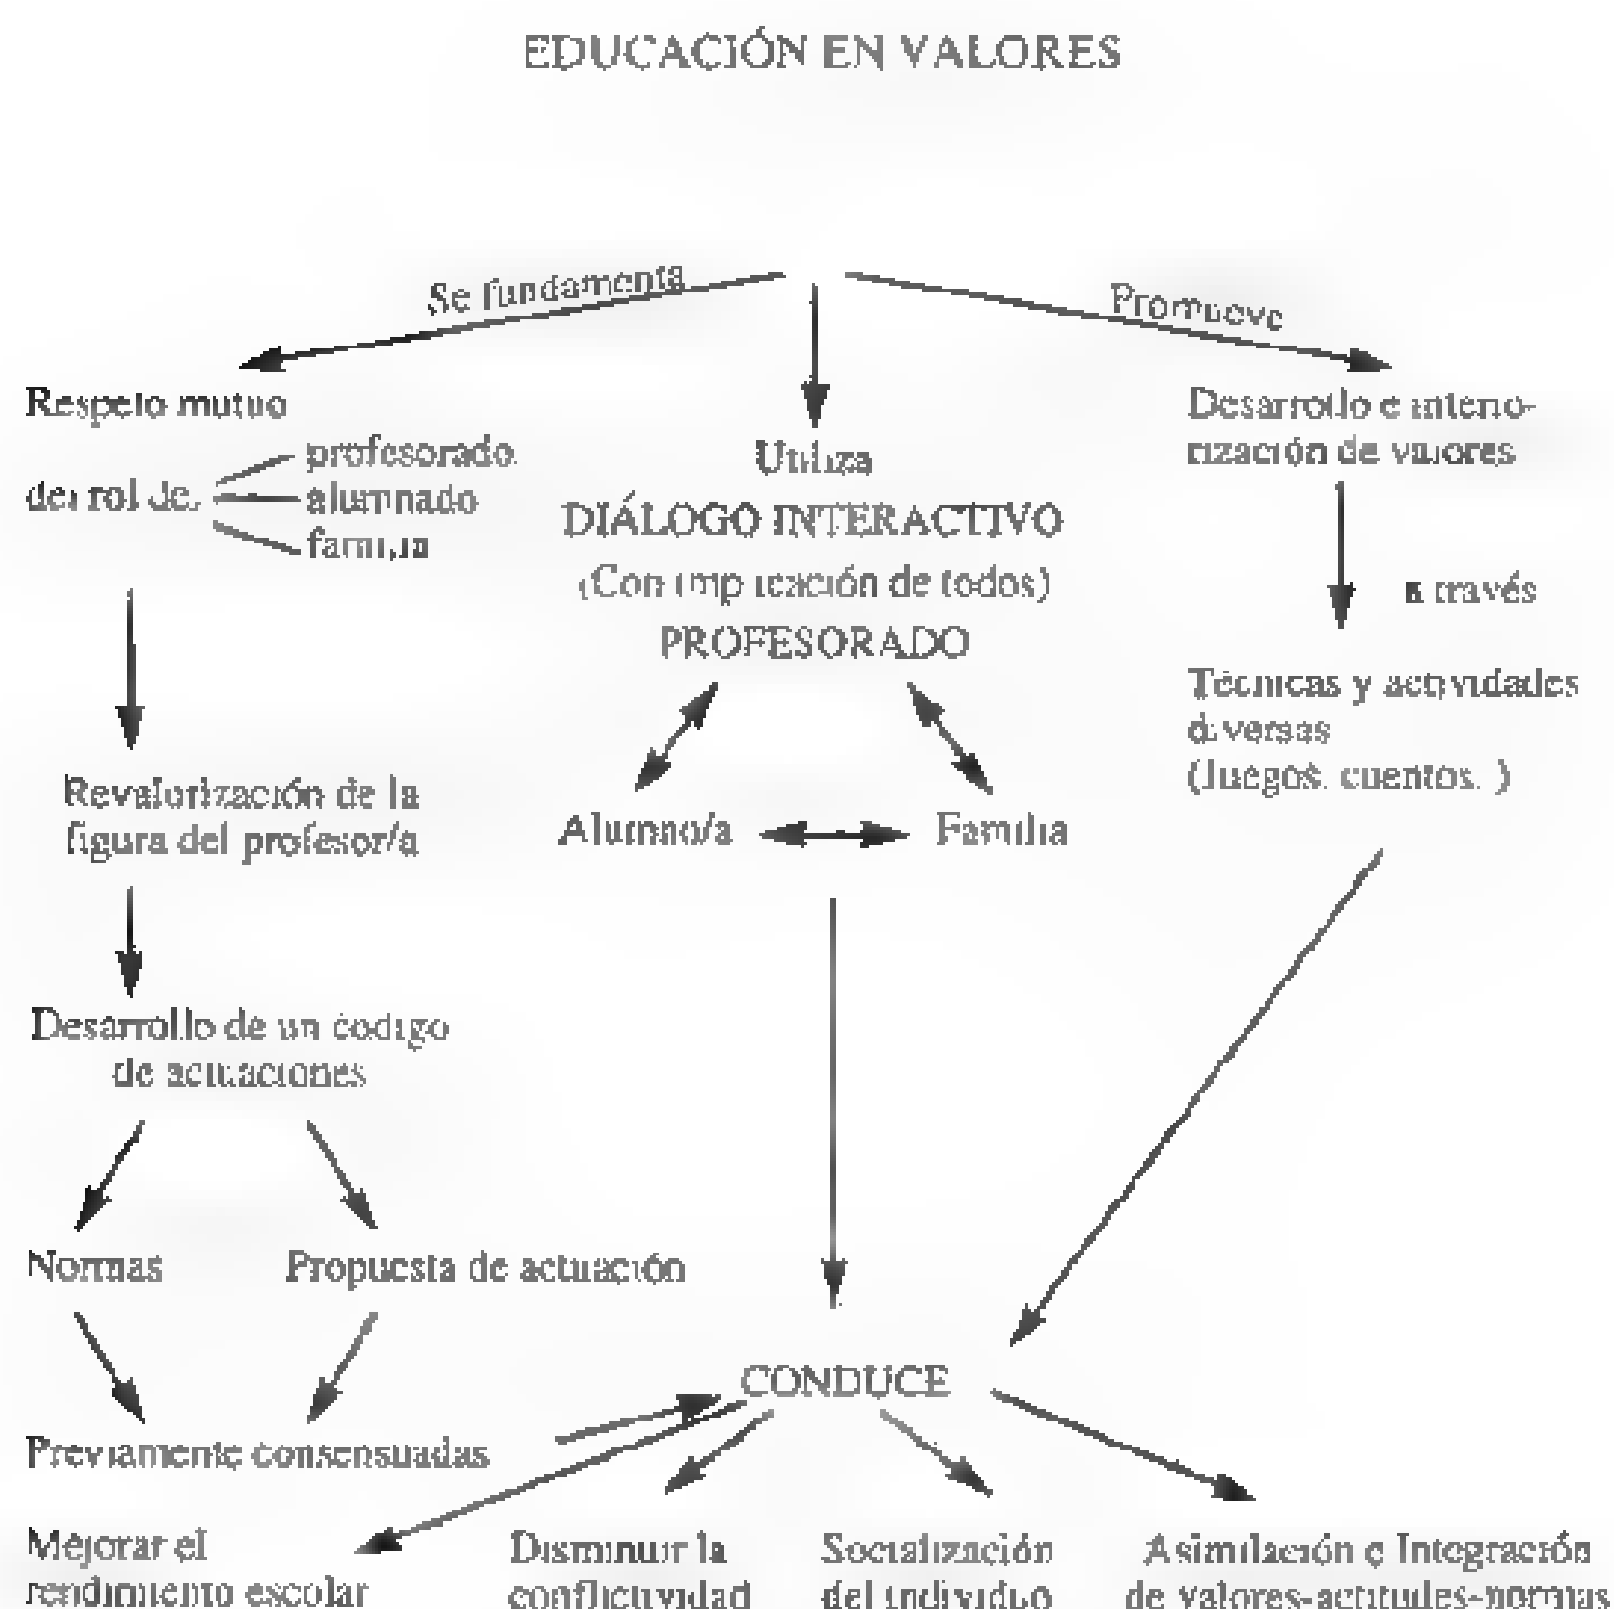 EDUCACIÓN EN VALORES
Se fundamenta
Promueve
Respeto mutuo
del rol de:
profesorado
alumnado
familia
Utiliza
DIÁLOGO INTERACTIVO
(Con implicación de todos)
PROFESORADO
Alumno/a
Familia
Desarrollo e interio-
rización de valores
a través
Técnicas y actividades
diversas
(Juegos, cuentos..)
Revalorización de la
figura del profesor/a
Desarrollo de un código
de actuaciones
Normas
Propuesta de actuación
Previamente consensuadas
CONDUCE
Mejorar el
rendimiento escolar
Disminuir la
conflictividad
Socialización
del individuo
Asimilación e Integración
de valores-actitudes-normas